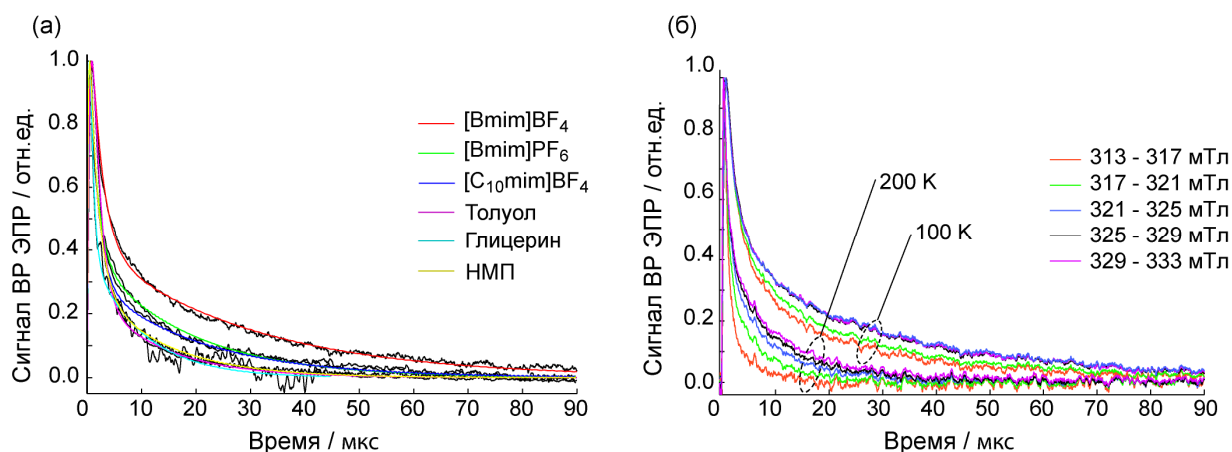 (а)
Сигнал ВР ЭПР / отн.ед.
1.0
0.8
0.6
0.4
0.2
0.0
0
10
20
30
40
50
60
70
80
90
Время / мкс
[Bmim]BF4
[Bmim]PF6
[C10mim]BF4
Толуол
Глицерин
НМП
(б)
Сигнал ВР ЭПР / отн.ед.
1.0
0.8
0.6
0.4
0.2
0.0
0
10
20
30
40
50
60
70
80
90
Время / мкс
200 K
100 K
313 - 317 мТл
317 - 321 мТл
321 - 325 мТл
325 - 329 мТл
329 - 333 мТл